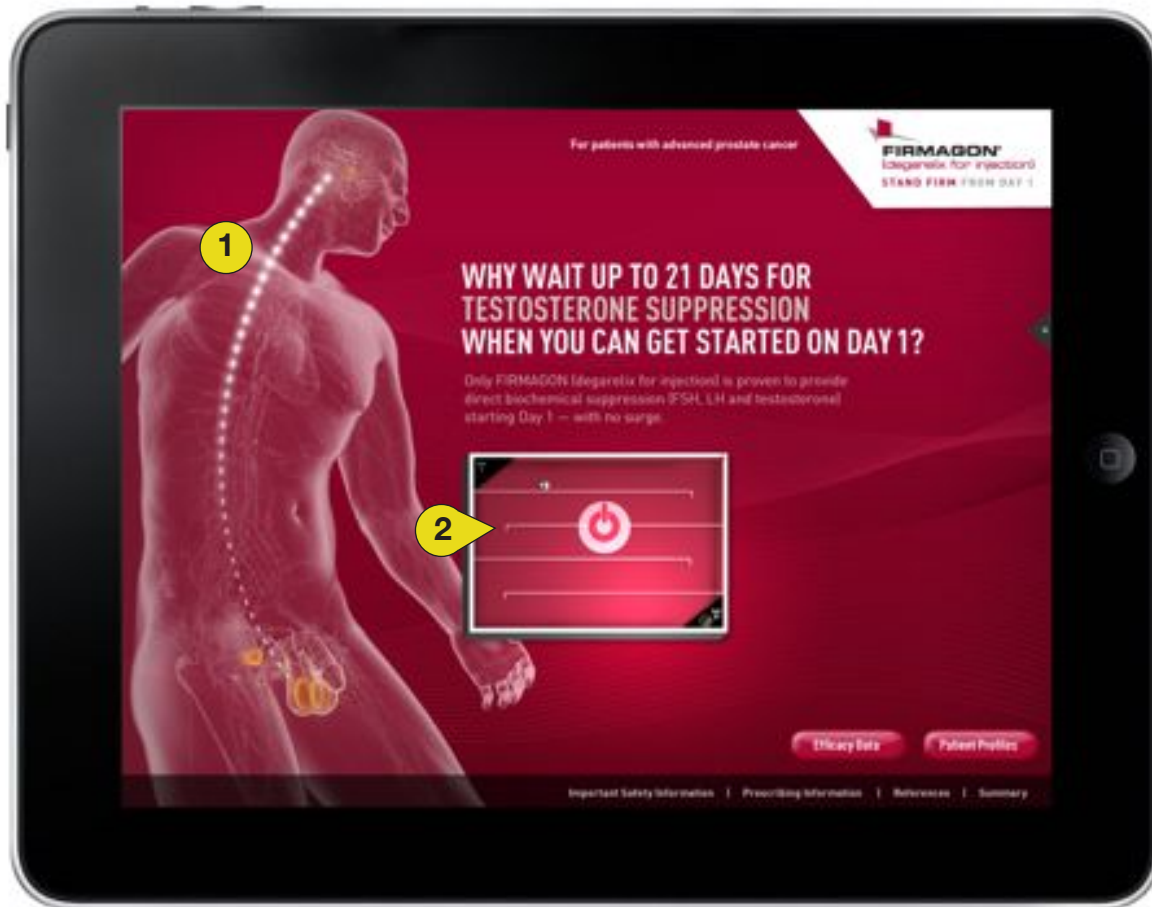 For patients with advanced prostate cancer
FIRMAGON®
(degarelix for injection)
STAND FIRM FROM DAY 1
1
WHY WAIT UP TO 21 DAYS FOR
TESTOSTERONE SUPPRESSION
WHEN YOU CAN GET STARTED ON DAY 1?
Only FIRMAGON (degarelix for injection) is proven to provide
direct biochemical suppression (FSH, LH and testosterone)
starting Day 1 — with no surge.
2
Efficacy Data
Patient Profiles
Important Safety Information | Prescribing Information | References | Summary